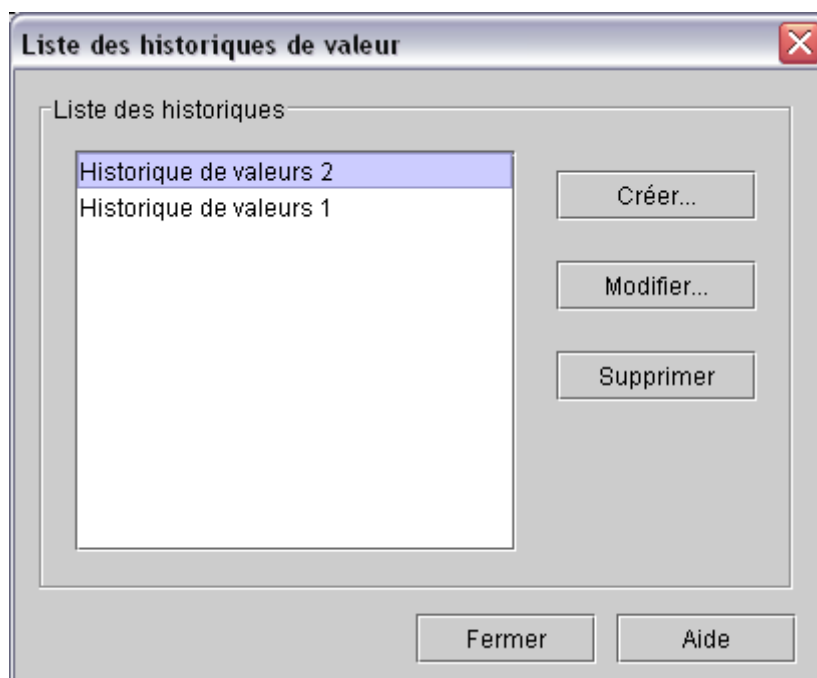 Liste des historiques de valeur
Liste des historiques
Historique de valeurs 2
Historique de valeurs 1
Créer...
Modifier...
Supprimer
Fermer
Aide